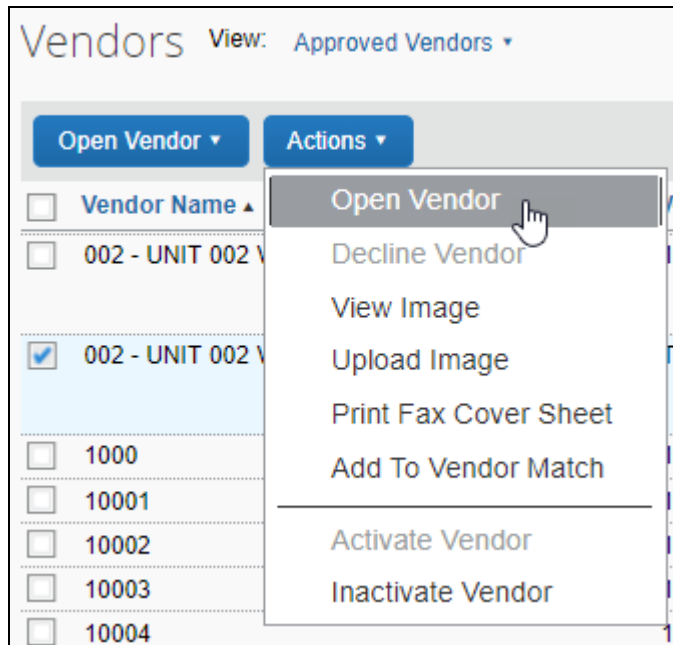 Vendors View: Approved Vendors
Open Vendor Actions
Vendor Name
Open Vendor
002 - UNIT 002
Decline Vendor
View Image
002 - UNIT 002
Upload Image
Print Fax Cover Sheet
1000
Add To Vendor Match
10001
10002
Activate Vendor
10003
Inactivate Vendor
10004